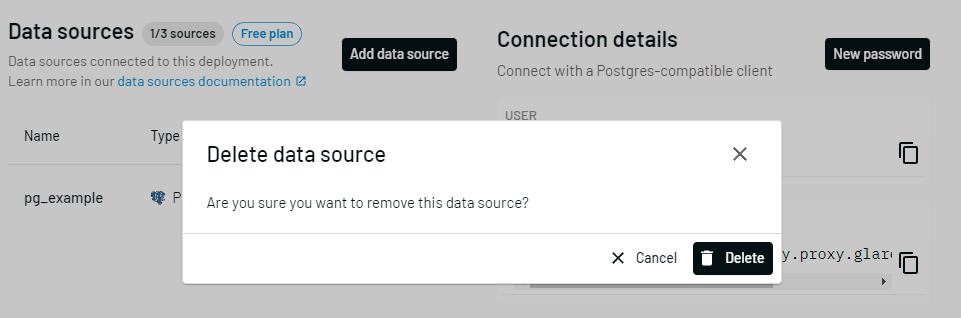 Data sources 1/3 sources Free plan
Data sources connected to this deployment.
Learn more in our data sources documentation
Add data source
Connection details
Connect with a Postgres-compatible client
New password
USER
Name Type
Delete data source
pg_example P
Are you sure you want to remove this data source?
y.proxy.glar
Cancel Delete